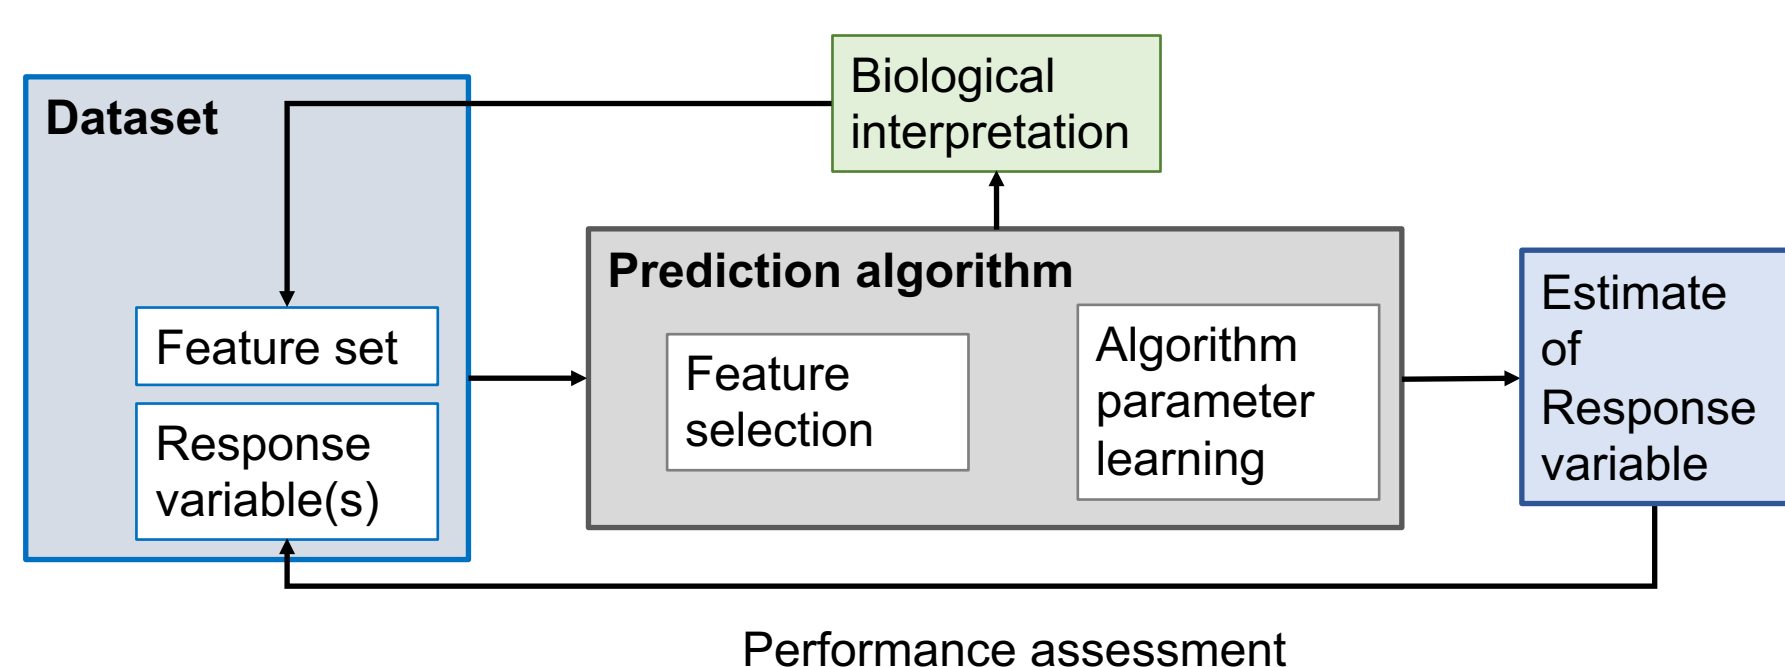 Dataset
Feature set
Response
variable(s)
Biological
interpretation
Prediction algorithm
Feature
selection
Algorithm
parameter
learning
Estimate
of
Response
variable
Performance assessment